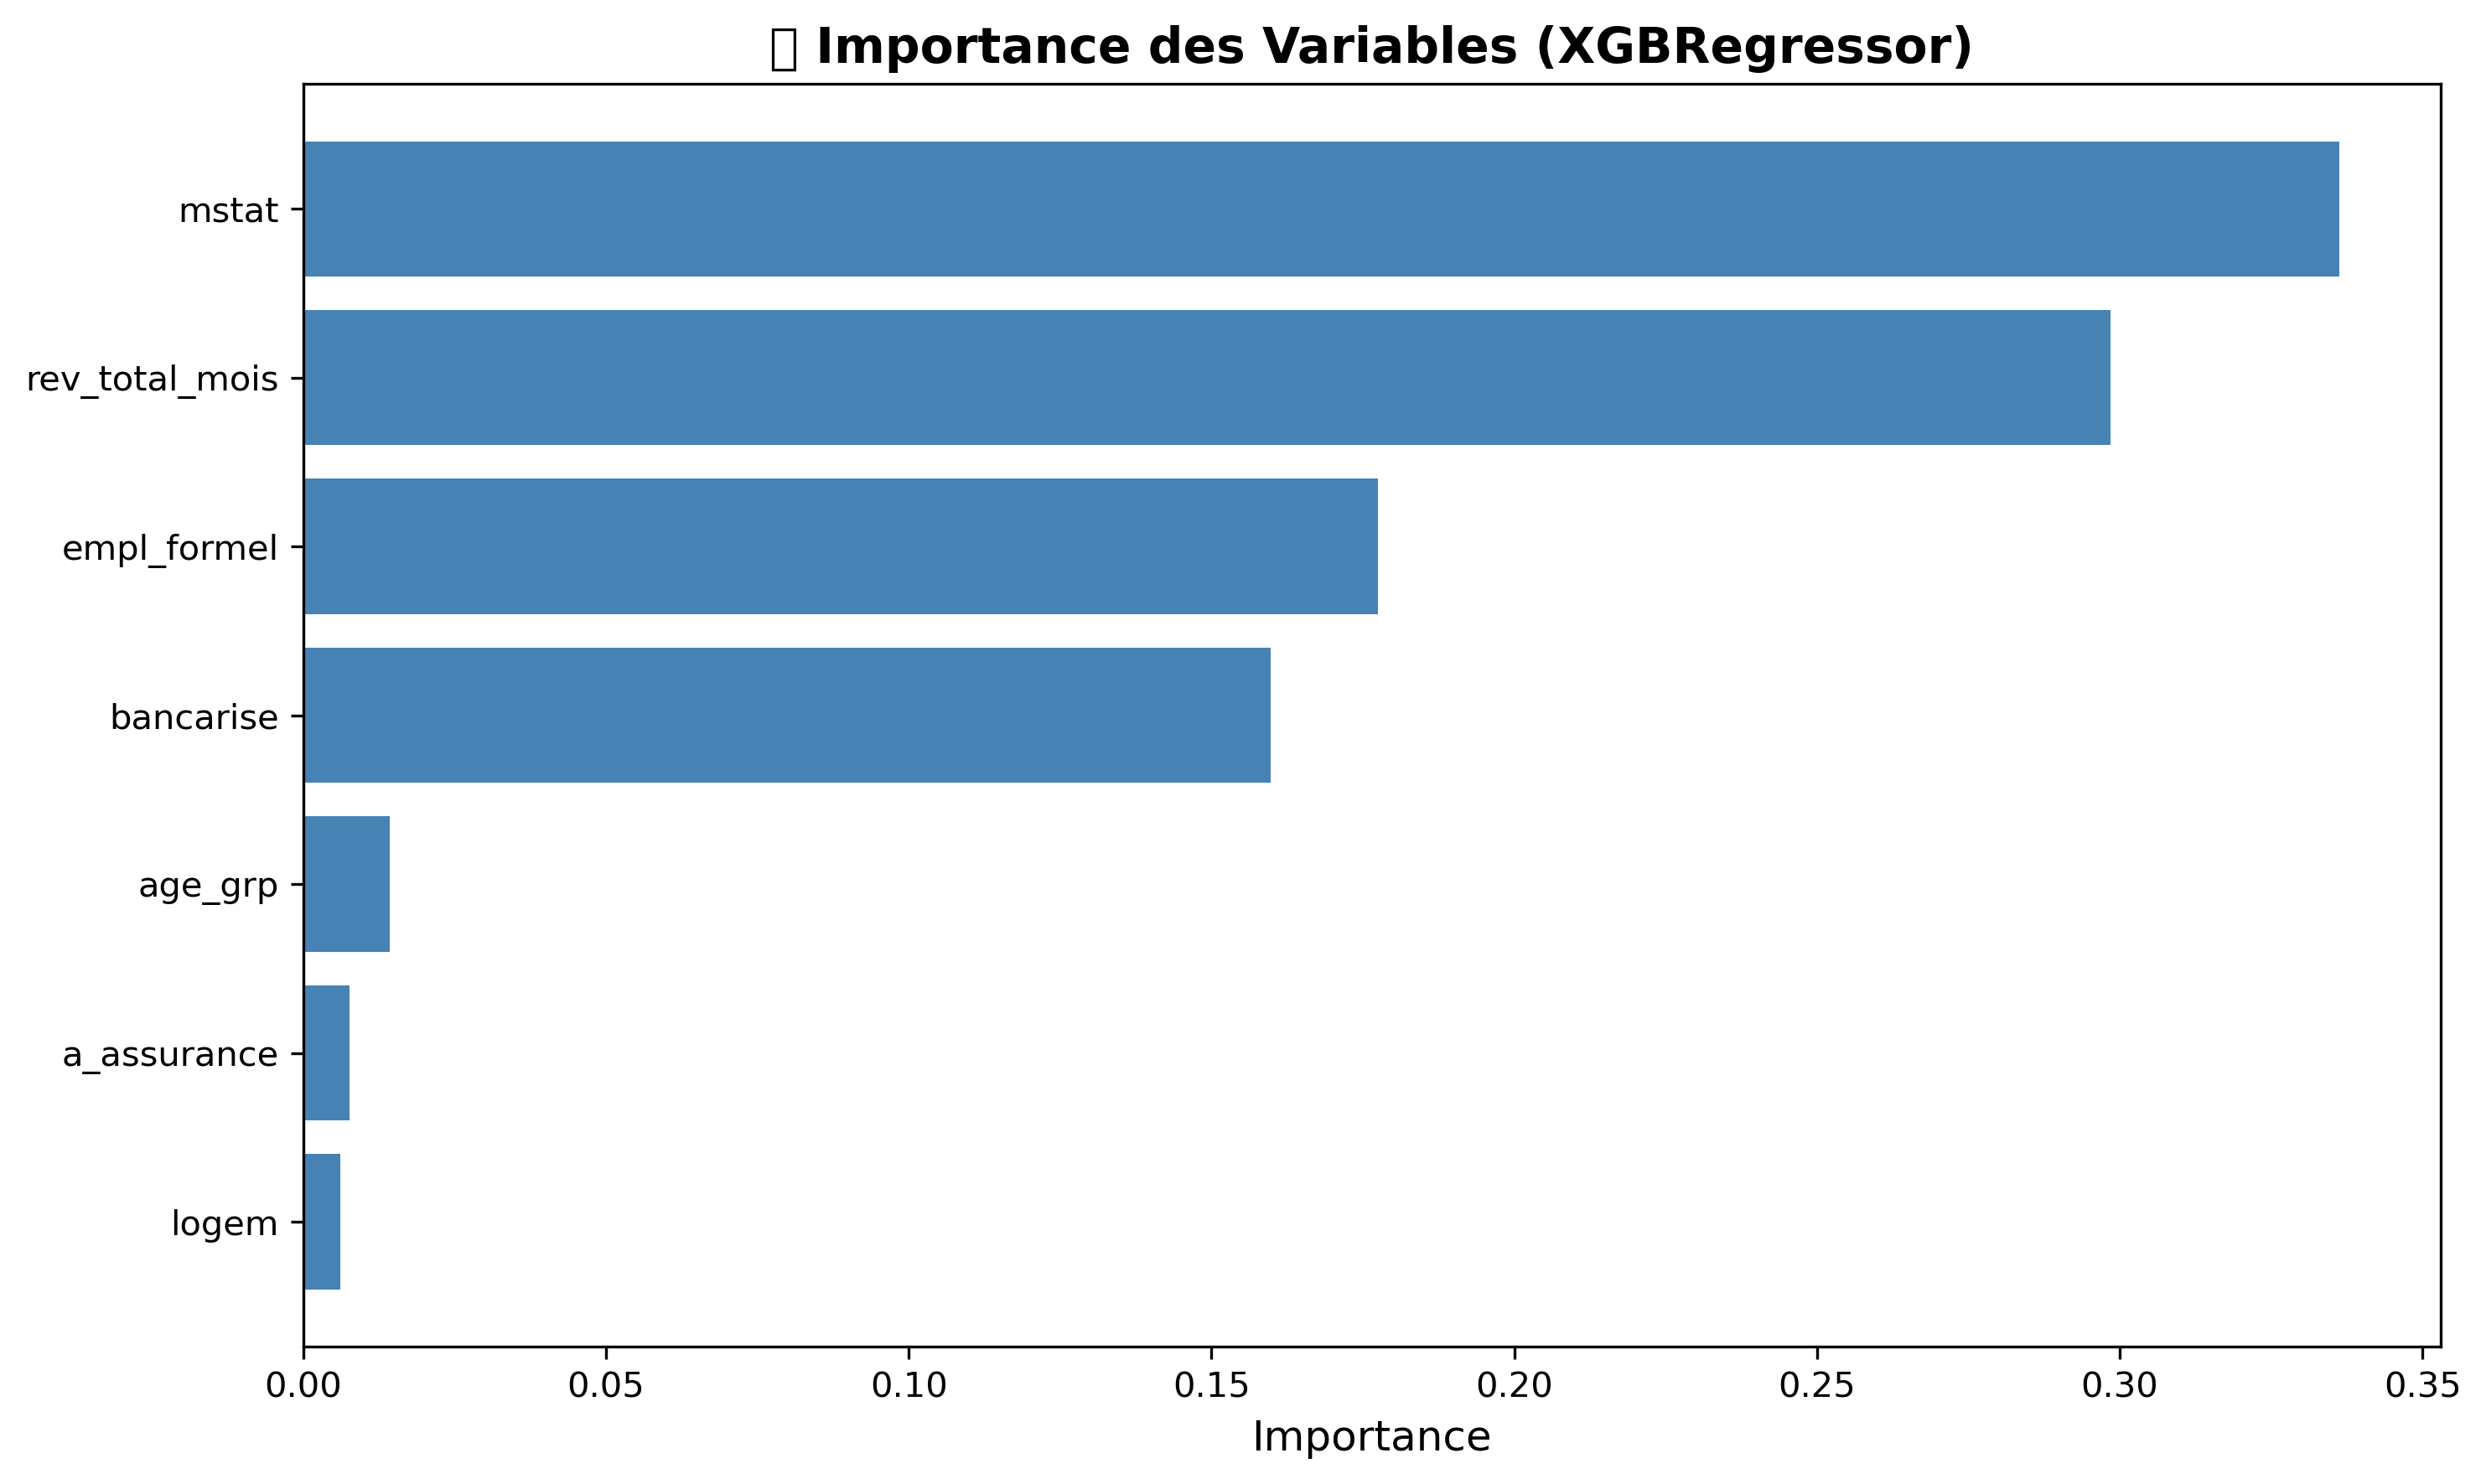 ▯ Importance des Variables (XGBRegressor)
mstat
rev_total_mois
empl_formel
bancarise
age_grp
a_assurance
logem
0.00 0.05 0.10 0.15 0.20 0.25 0.30 0.35
Importance